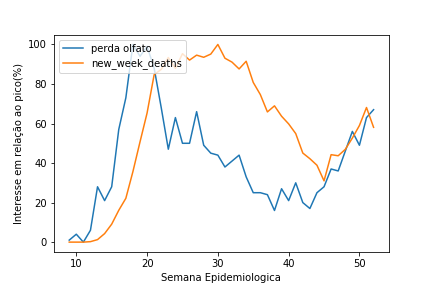 perda olfato
new_week_deaths
Interesse em relação ao pico(%)
100
80
60
40
20
0
10
20
30
40
50
Semana Epidemiologica